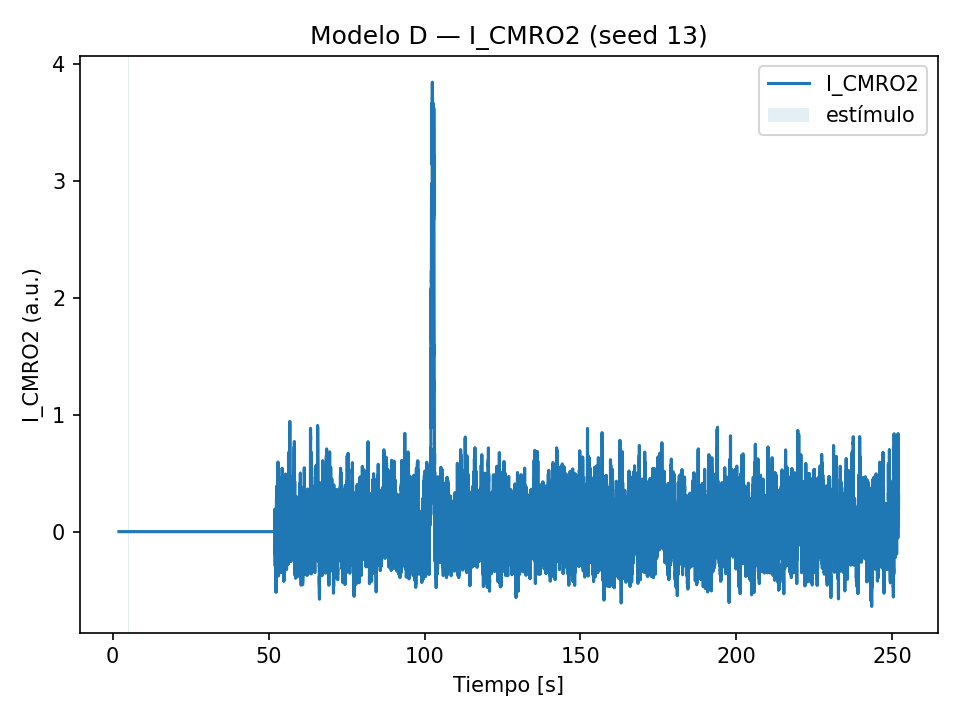 Modelo D — I_CMRO2 (seed 13)
I_CMRO2
estímulo
I_CMRO2 (a.u.)
4
3
2
1
0
0 50 100 150 200 250
Tiempo [s]